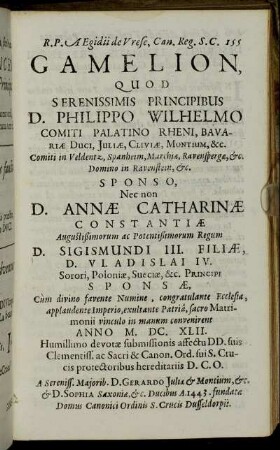 R.P. Ægidii de Vrese, Can. Reg. S.C. 155
GAMELION,
QUOD
SERENISSIMIS PRINCIPIBUS
D. PHILIPPO WILHELMO
COMITI PALATINO RHENI, BAVA-
RIÆ DUCI, JULIÆ, CLIVIÆ, MONTIUM, &c.
Comiti in Veldentz, Spanheim, Marchiæ, Ravensperga, &c.
Domino in Ravenstein, &c.
SPONSO,
Nec non
D. ANNÆ CATHARINÆ
CONSTANTIÆ
Augustissimorum ac Potentissimorum Regum
D. SIGISMUNDI III. FILIÆ,
D. VLADISLAI IV.
Sorori, Poloniæ, Sueciæ, &c. PRINCIPI
SPONSÆ,
Cùm divino favente Numine, congratulante Ecclesia,
applaudente Imperio, exultante Patriâ, sacro Matri-
monii vinculo in manum convenirent
ANNO M. DC. XLII.
Humillimo devotæ submissionis affectu DD. suis
Clementiss. ac Sacri & Canon. Ord. sui S. Cru-
cis protectoribus hereditariis D. C. O.
A Sereniss. Majorib. D. GERARDO Juliæ & Montium, &c.
& D. SOPHIA SAXONIÆ, &c. Ducibus A. 1443. fundata
Domus Canonici Ordinis S. Crucis Dusseldorpii.